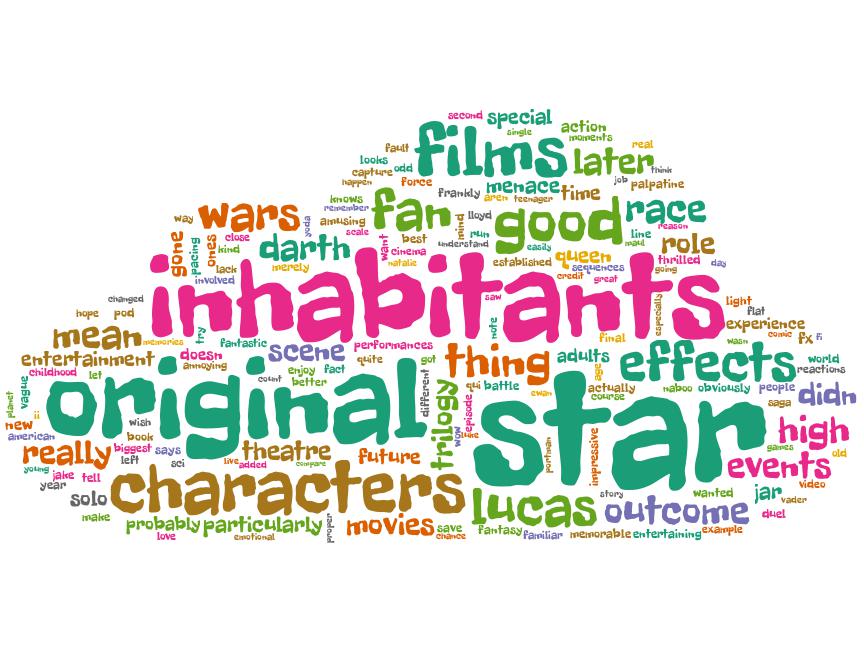 second special
single action
fault films moments real
looks later
capture odd think
happen force menace time job palpatine
frankly aren teenager
way wars knows fan lloyd good race
remember
yoda amusing mind run line reason
gone pacing ones close kind scale want best understand easily maul role
darth cinema established queen thrilled day
lack merely natalie sequences going
involved inhabitants credit great
changed saw especially light
hope pod note flat
mean memories try fantastic final experience
wasn comic fx fi
entertainment doesn scene performances thing adults effects world
annoying quite got reactions
childhood let enjoy fact different qui battle age
count better ewan actually naboo obviously people didn
planet vague original trilogy episode star course saga
new ii wish
american book wow luke high
really biggest says theatre future portman impressive games old
left sci live added compare events
young jake tell characters video
year solo story wanted jar vader
make probably particularly proper movies save lucas outcome duel
love emotional chance fantasy familiar memorable entertaining example